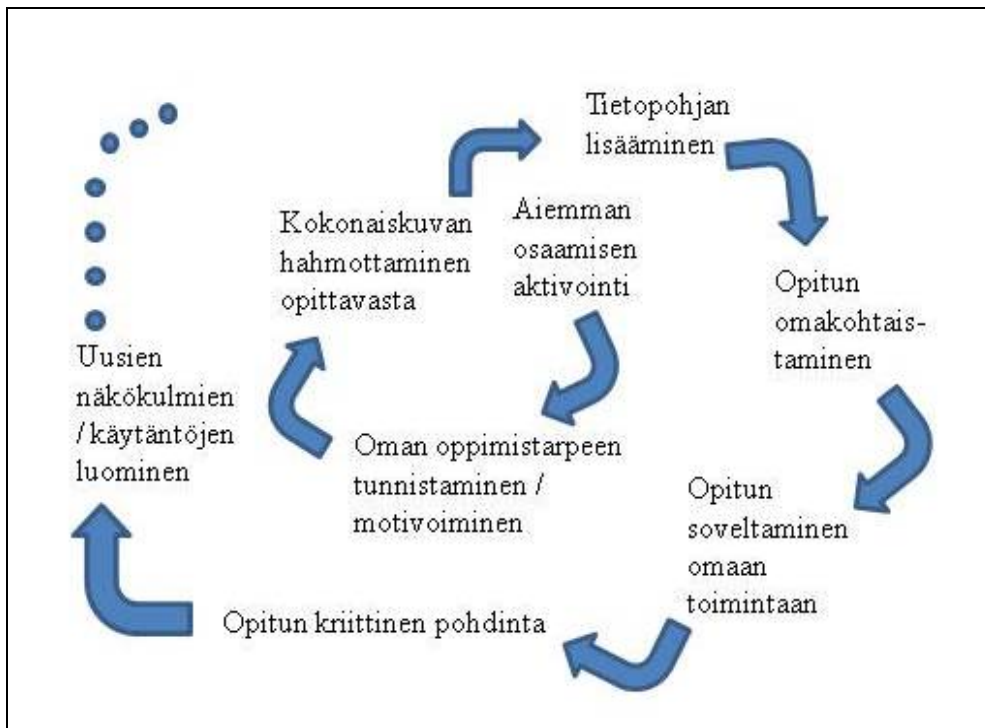 Tietopohjan
lisääminen
Kokonaiskuvan
hahmottaminen
opittavasta
Aiemman
osaamisen
aktivointi
Opitun
omakohtais-
taminen
Uusien
näkökulmien
/ käytäntöjen
luominen
Oman oppimistarpeen
tunnistaminen /
motivoiminen
Opitun
soveltaminen
omaan
toimintaan
Opitun kriittinen pohdinta